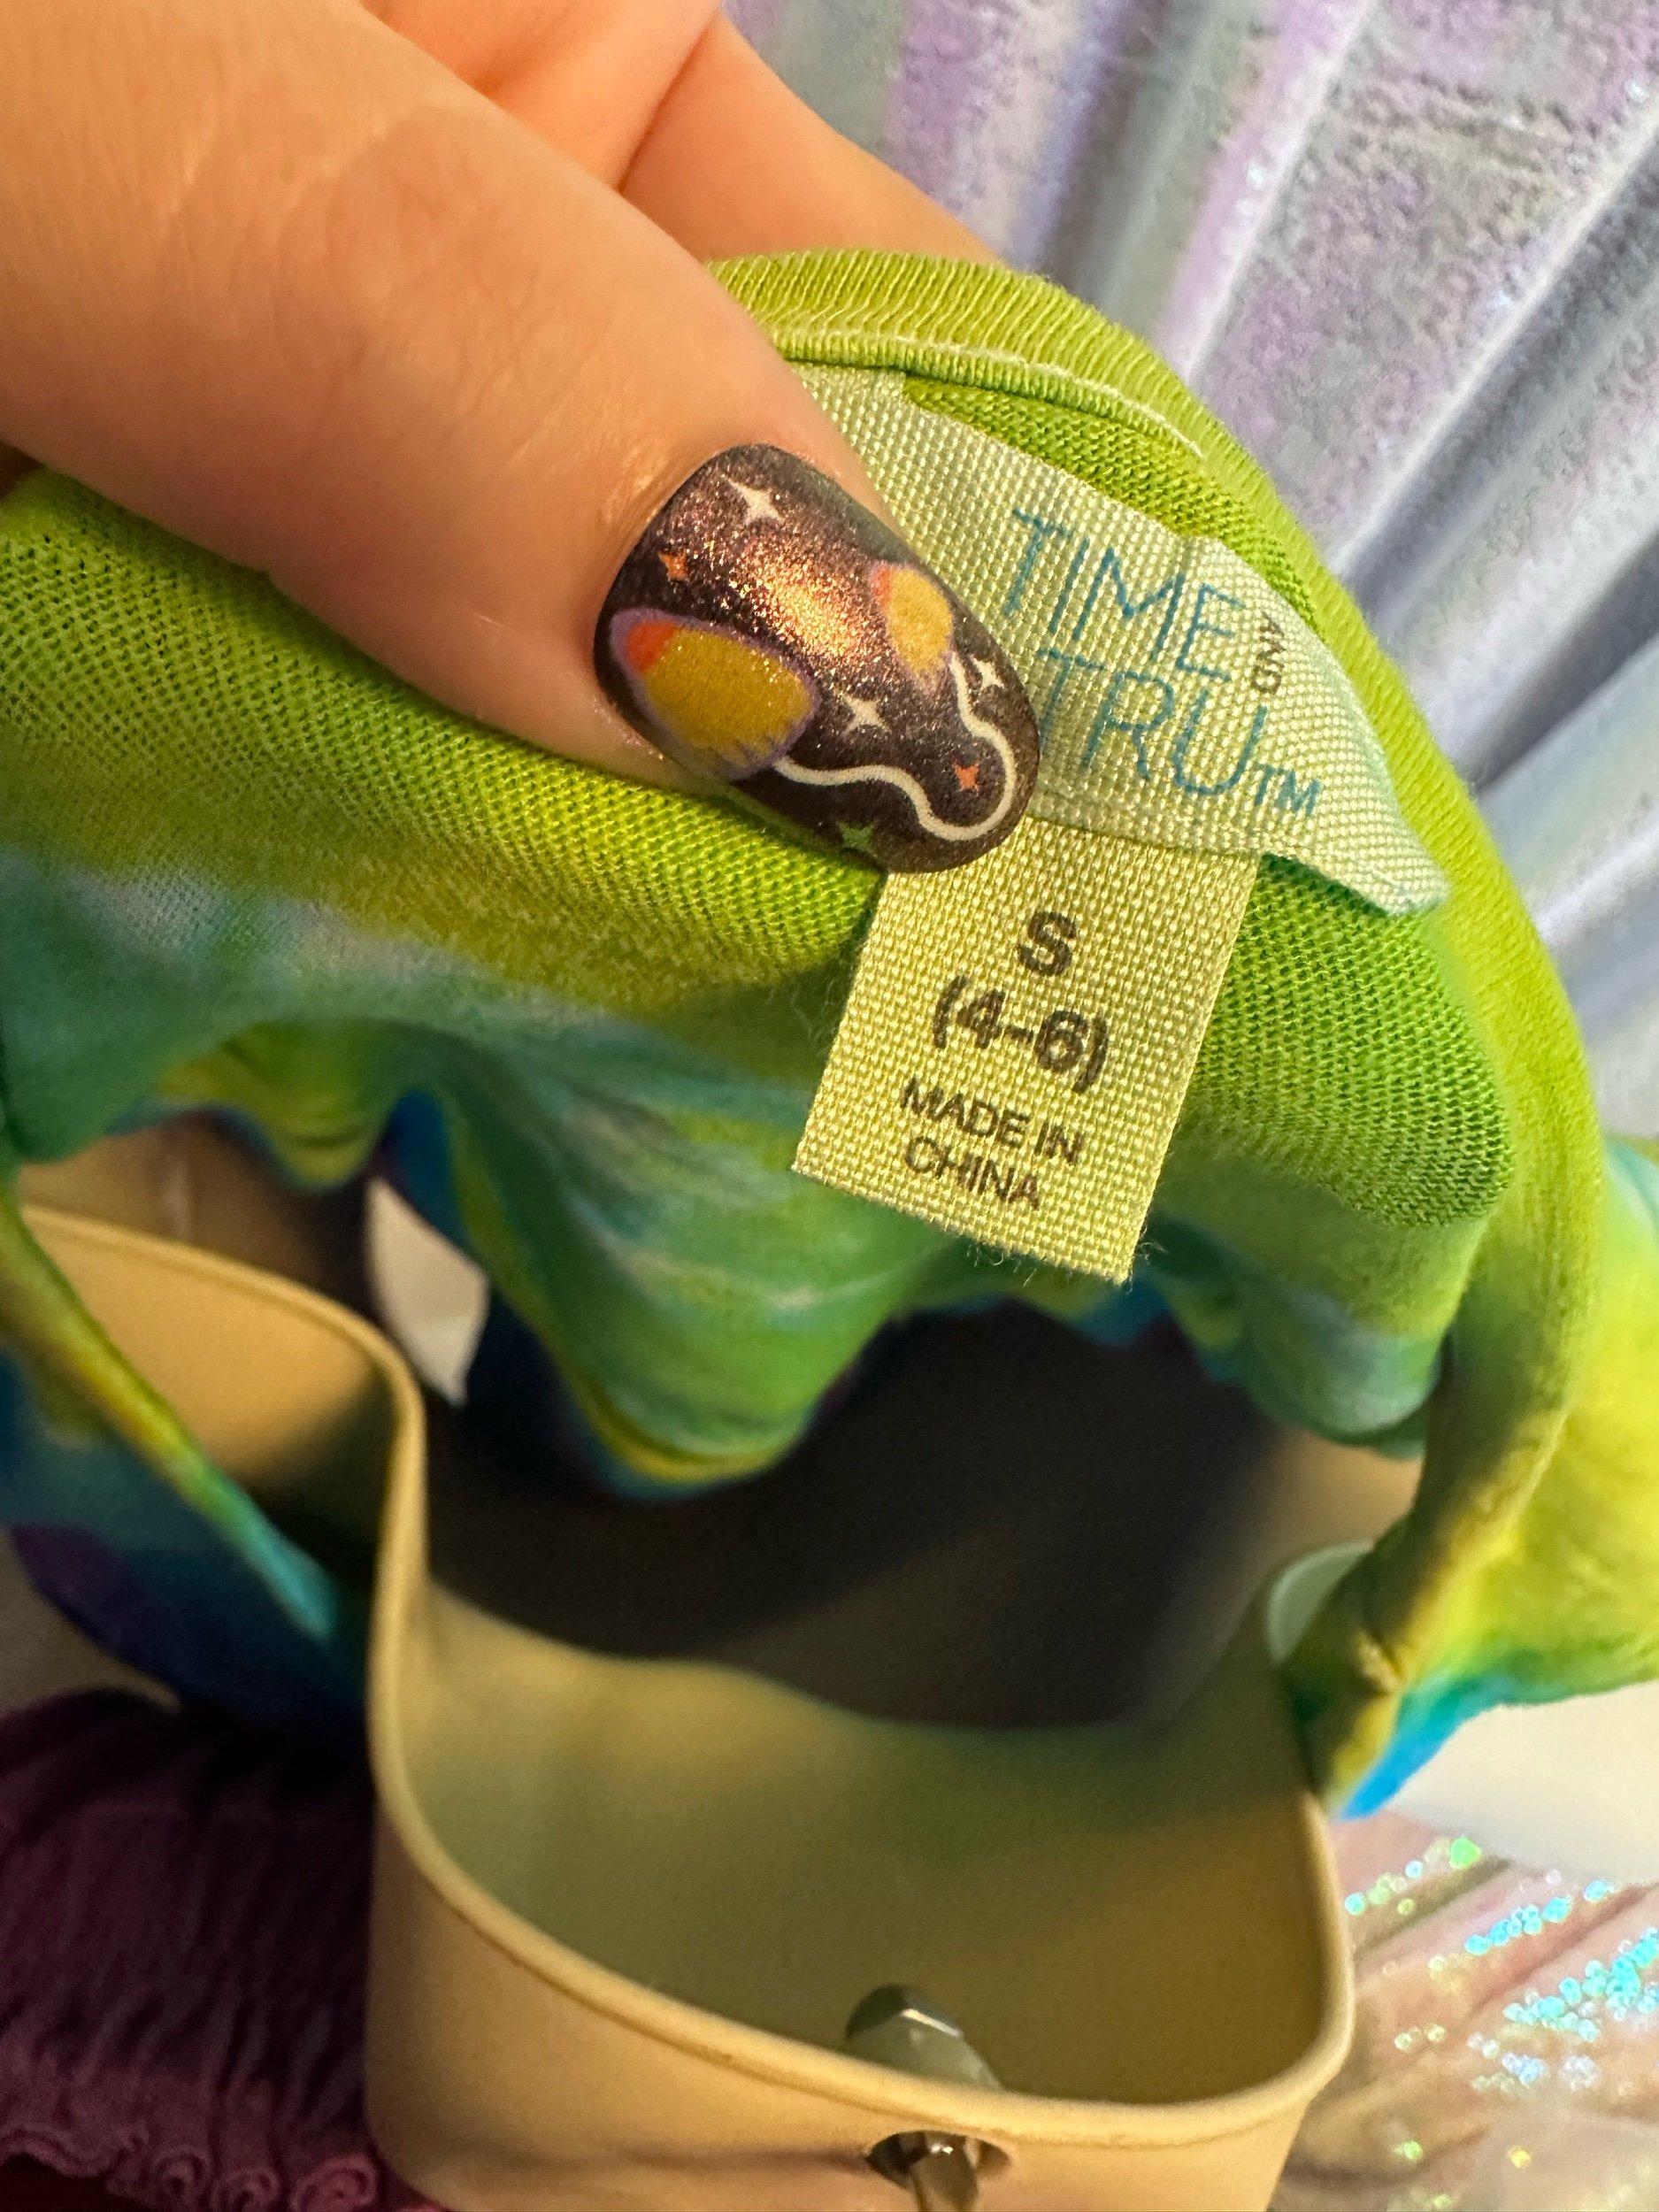 TIME
AND
TRU™
S
(4-6)
MADE IN
CHINA